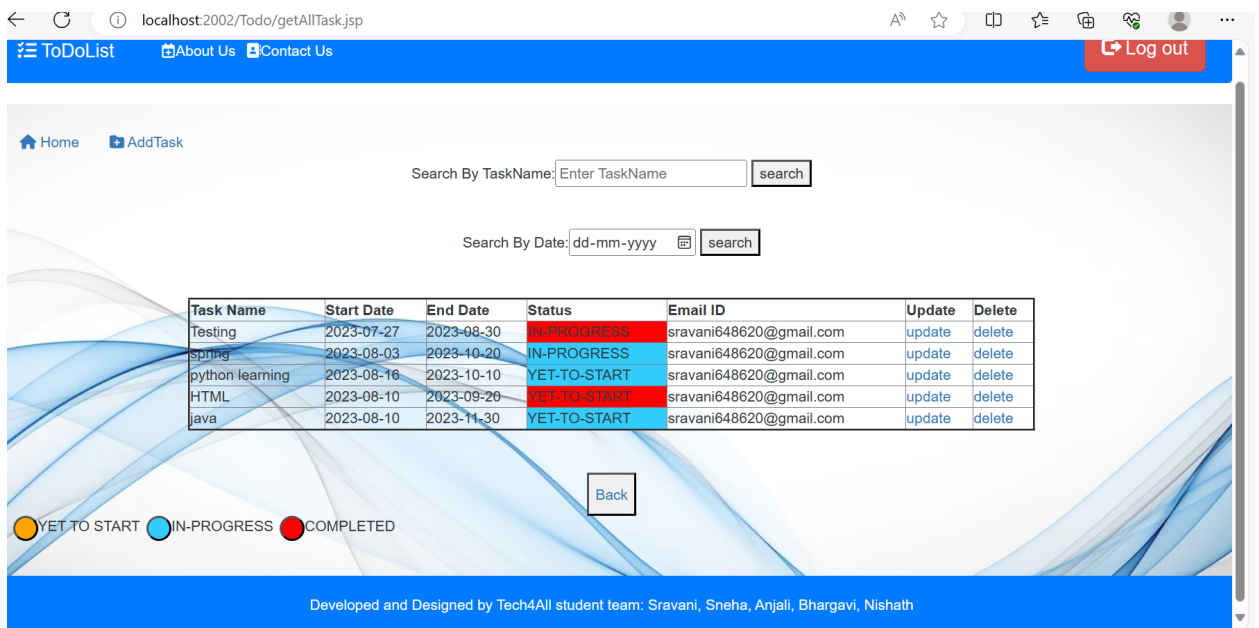 localhost:2002/Todo/getAllTask.jsp
ToDoList About Us Contact Us Log out
Home AddTask
Search By TaskName: Enter TaskName search
Search By Date: dd-mm-yyyy search
Task Name Start Date End Date Status Email ID Update Delete
Testing 2023-07-27 2023-08-30 IN-PROGRESS sravani648620@gmail.com update delete
spring 2023-08-03 2023-10-20 IN-PROGRESS sravani648620@gmail.com update delete
python learning 2023-08-16 2023-10-10 YET-TO-START sravani648620@gmail.com update delete
HTML 2023-08-10 2023-09-20 YET-TO-START sravani648620@gmail.com update delete
java 2023-08-10 2023-11-30 YET-TO-START sravani648620@gmail.com update delete
Back
YET TO START IN-PROGRESS COMPLETED
Developed and Designed by Tech4All student team: Sravani, Sneha, Anjali, Bhargavi, Nishath